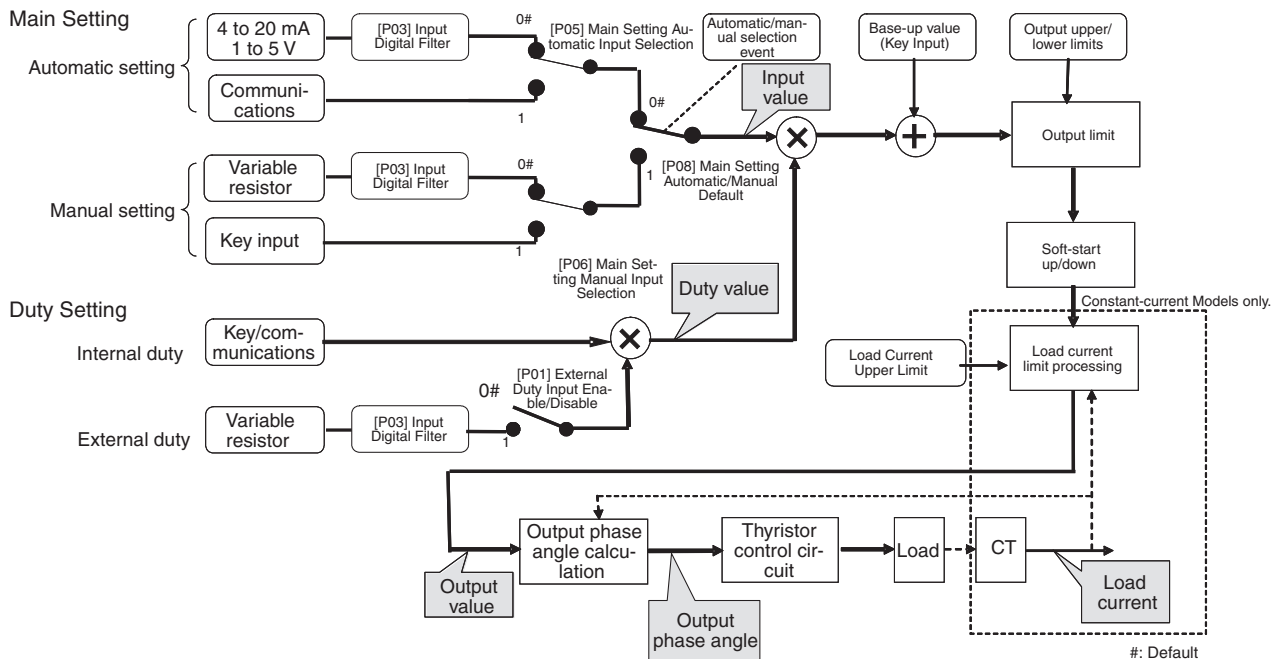 Main Setting
Automatic setting
4 to 20 mA
1 to 5 V
[P03] Input
Digital Filter
0#
[P05] Main Setting Au-
tomatic Input Selection
Automatic/man-
ual selection
event
Base-up value
(Key Input)
Output upper/
lower limits
Communi-
cations
1
0#
Input
value
Output limit
Manual setting
Variable
resistor
[P03] Input
Digital Filter
0#
1
[P08] Main Setting
Automatic/Manual
Default
Key input
1
Soft-start
up/down
[P06] Main Set-
ting Manual Input
Selection
Duty value
Duty Setting
Constant-current Models only.
Internal duty
Key/com-
munications
Load Current
Upper Limit
Load current
limit processing
[P01] External
Duty Input Ena-
ble/Disable
0#
External duty
Variable
resistor
[P03] Input
Digital Filter
1
Output phase
angle calcu-
lation
Thyristor
control cir-
cuit
Load
CT
Output
value
Output
phase angle
Load
current
#: Default